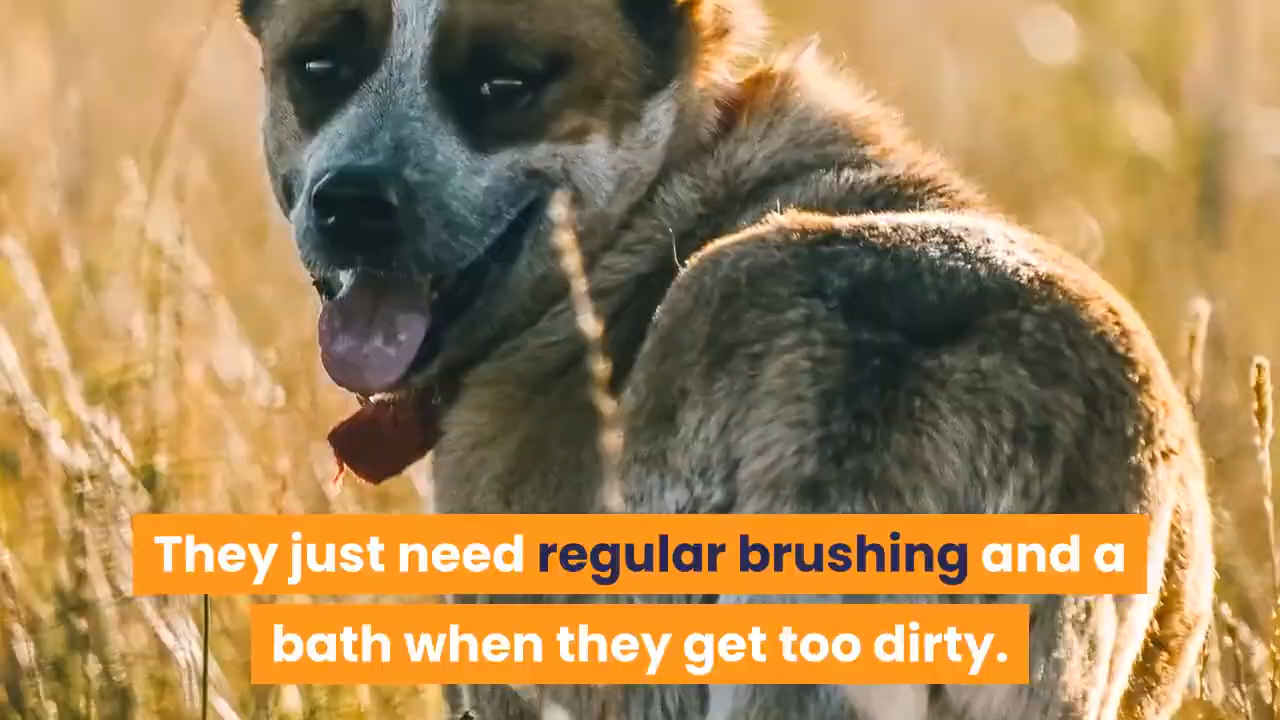 They just need regular brushing and a
bath when they get too dirty.